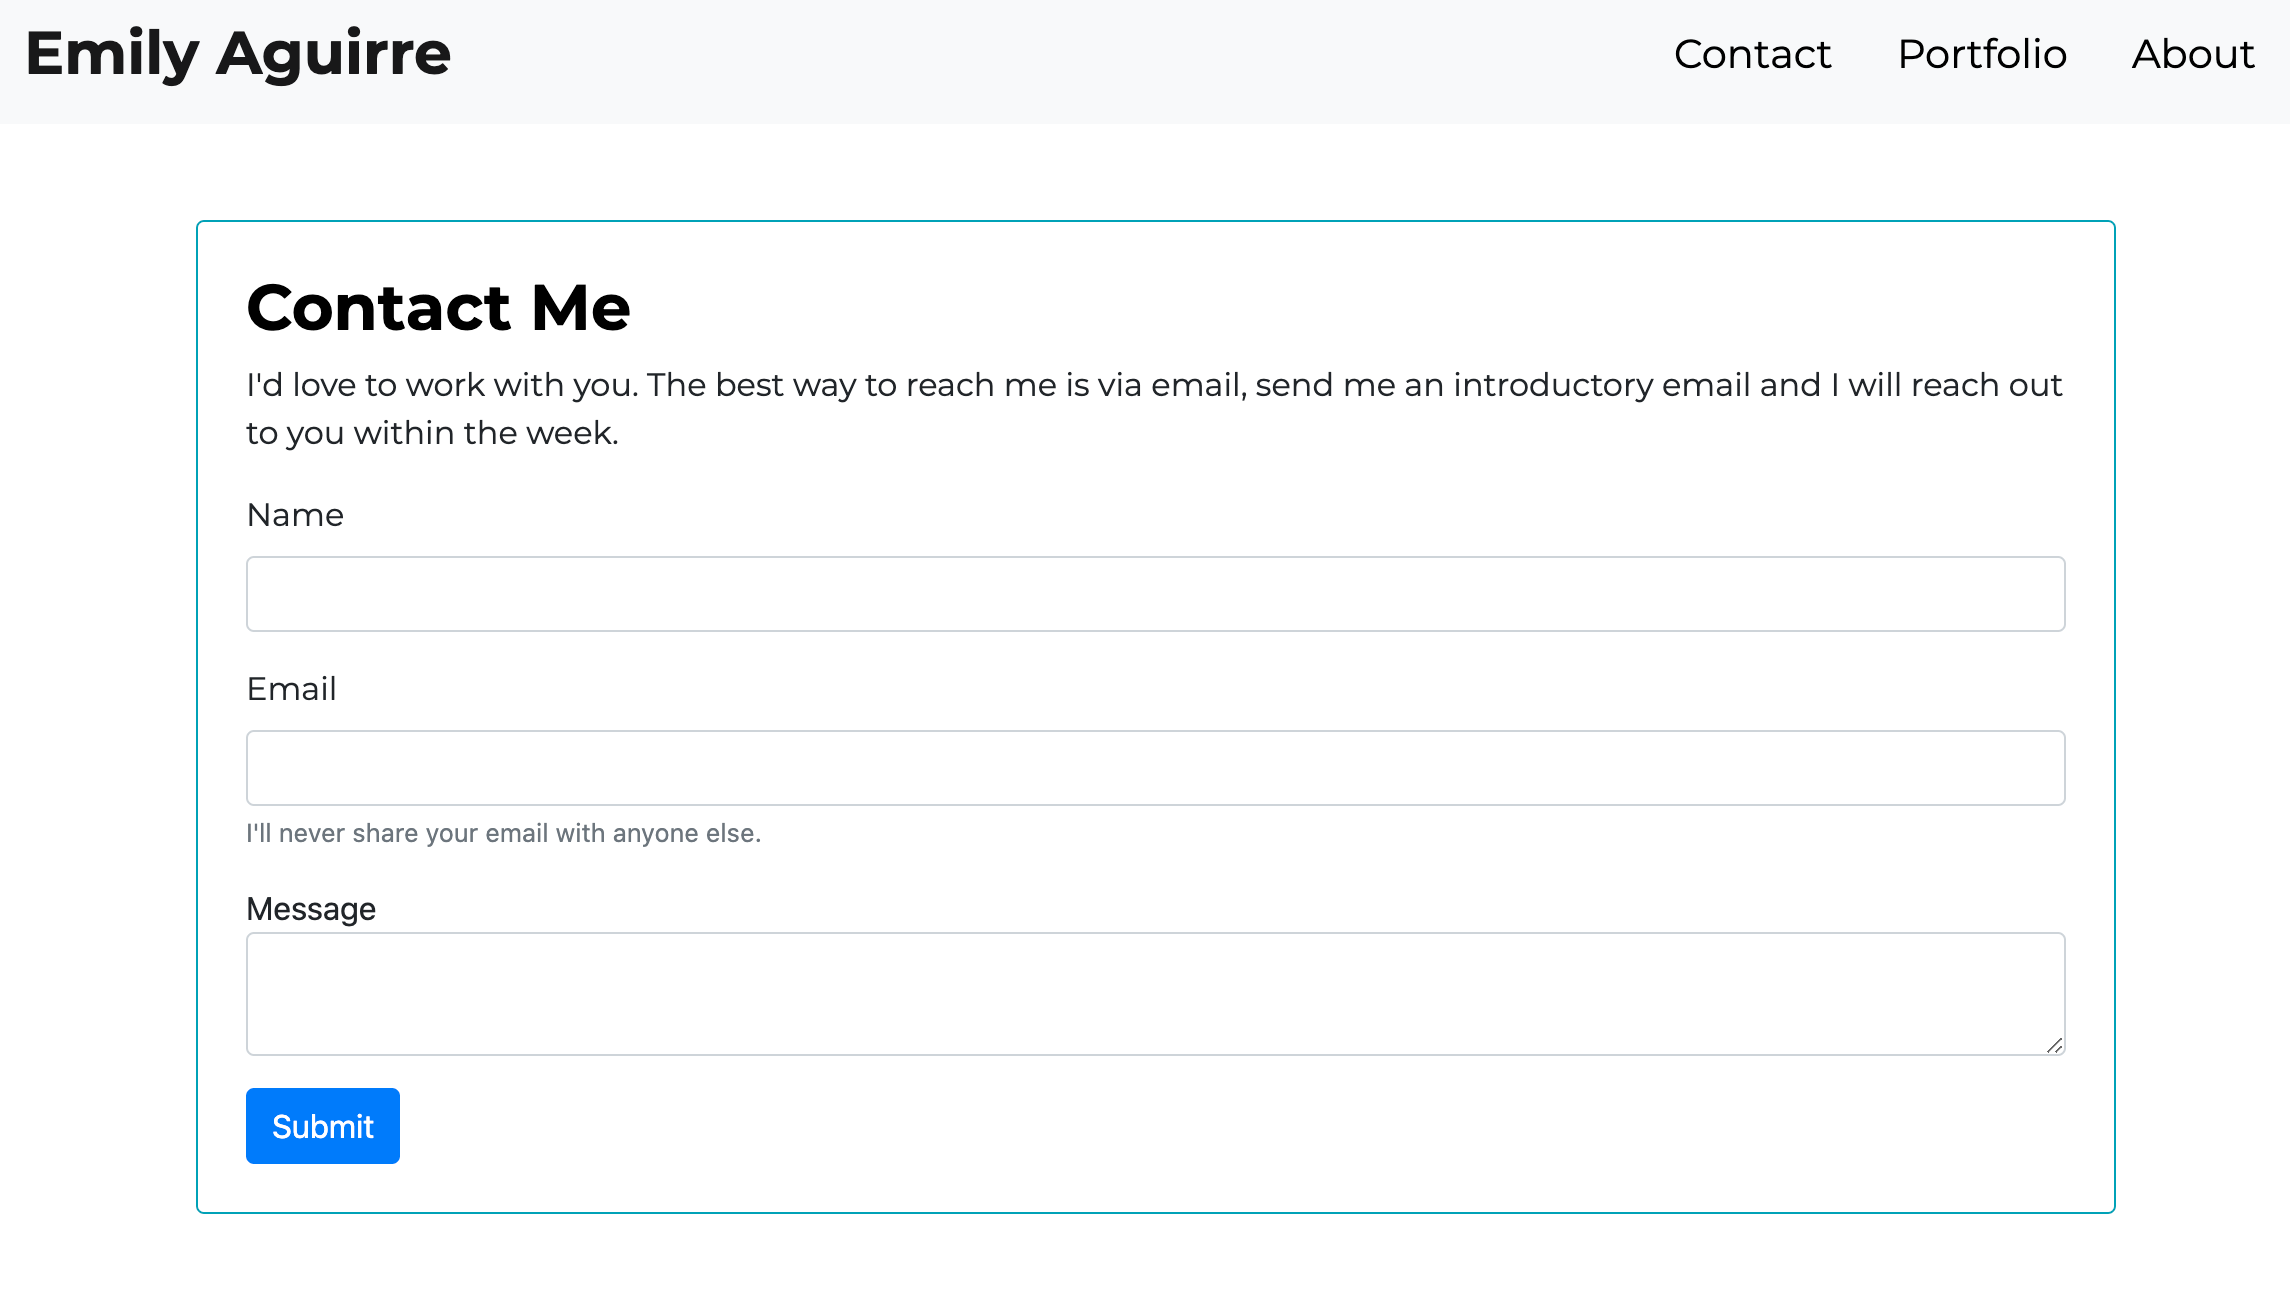 Emily Aguirre
Contact Portfolio About
Contact Me
I'd love to work with you. The best way to reach me is via email, send me an introductory email and I will reach out
to you within the week.
Name
Email
I'll never share your email with anyone else.
Message
Submit